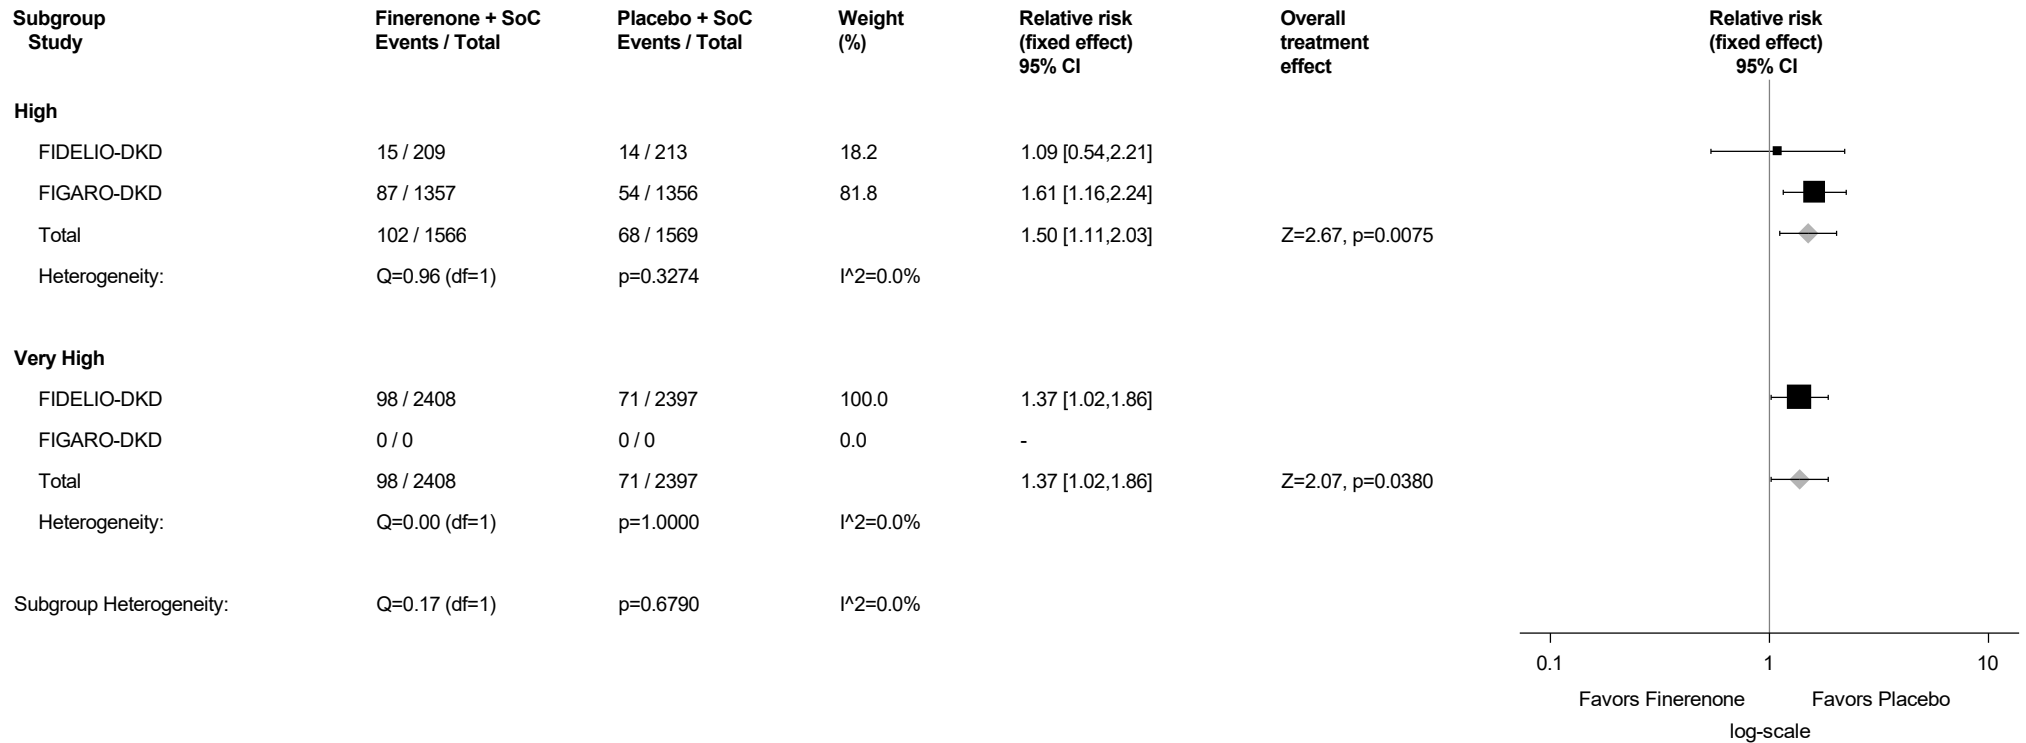 Subgroup Finerenone + SoC Placebo + SoC Weight Relative risk Overall Relative risk
Study Events / Total Events / Total (%) (fixed effect) treatment (fixed effect)
95% CI effect 95% CI
High
FIDELIO-DKD 15 / 209 14 / 213 18.2 1.09 [0.54,2.21]
FIGARO-DKD 87 / 1357 54 / 1356 81.8 1.61 [1.16,2.24]
Total 102 / 1566 68 / 1569 1.50 [1.11,2.03] Z=2.67, p=0.0075
Heterogeneity: Q=0.96 (df=1) p=0.3274 I^2=0.0%
Very High
FIDELIO-DKD 98 / 2408 71 / 2397 100.0 1.37 [1.02,1.86]
FIGARO-DKD 0 / 0 0 / 0 0.0 -
Total 98 / 2408 71 / 2397 1.37 [1.02,1.86] Z=2.07, p=0.0380
Heterogeneity: Q=0.00 (df=1) p=1.0000 I^2=0.0%
Subgroup Heterogeneity: Q=0.17 (df=1) p=0.6790 I^2=0.0%
0.1 1 10
Favors Finerenone Favors Placebo
log-scale